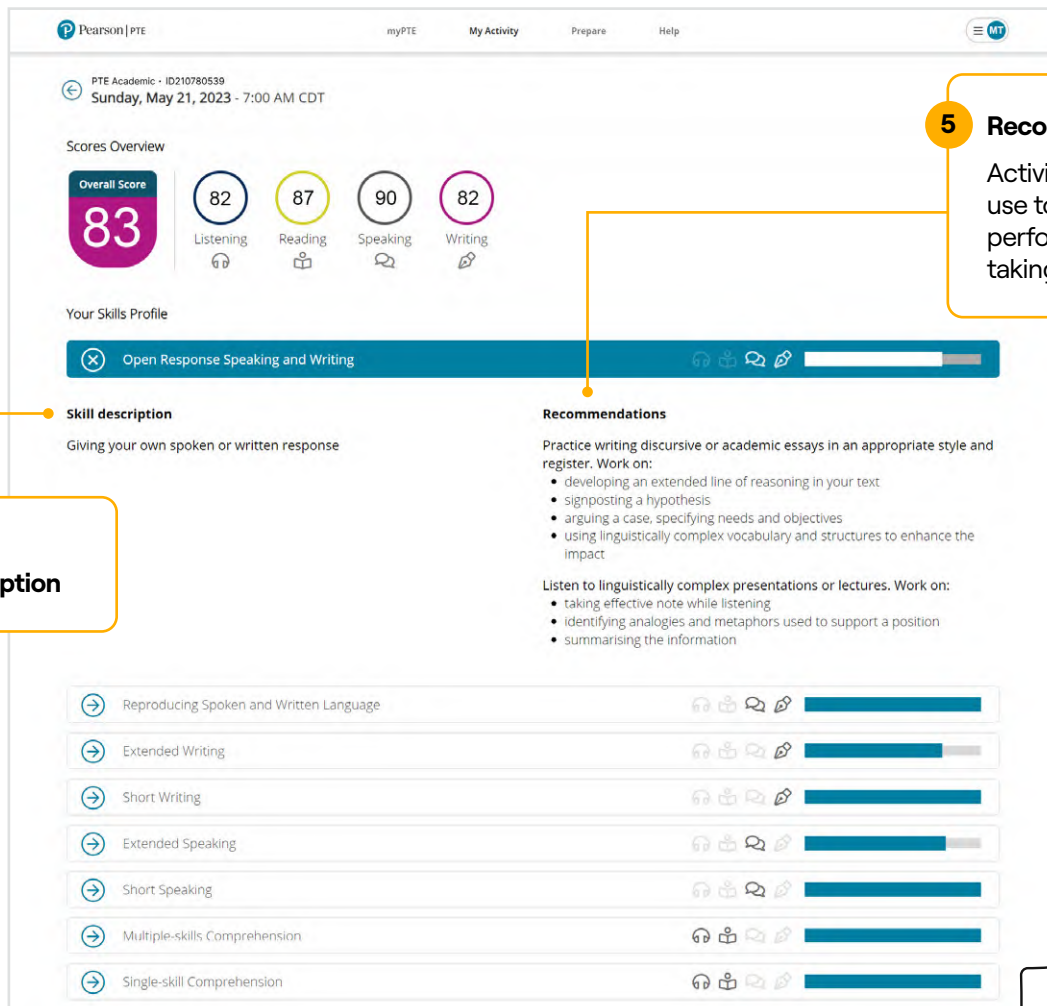 Pearson | PTE
myPTE
My Activity
Prepare
Help
MT
PTE Academic • ID210780539
Sunday, May 21, 2023 - 7:00 AM CDT
Scores Overview
Overall Score
83
82
Listening
87
Reading
90
Speaking
82
Writing
5
Reco
Activi
use to
perfo
taking
Your Skills Profile
Open Response Speaking and Writing
Skill description
Giving your own spoken or written response
ption
Recommendations
Practice writing discursive or academic essays in an appropriate style and
register. Work on:
• developing an extended line of reasoning in your text
• signposting a hypothesis
• arguing a case, specifying needs and objectives
• using linguistically complex vocabulary and structures to enhance the
impact
Listen to linguistically complex presentations or lectures. Work on:
• taking effective note while listening
• identifying analogies and metaphors used to support a position
• summarising the information
Reproducing Spoken and Written Language
Extended Writing
Short Writing
Extended Speaking
Short Speaking
Multiple-skills Comprehension
Single-skill Comprehension